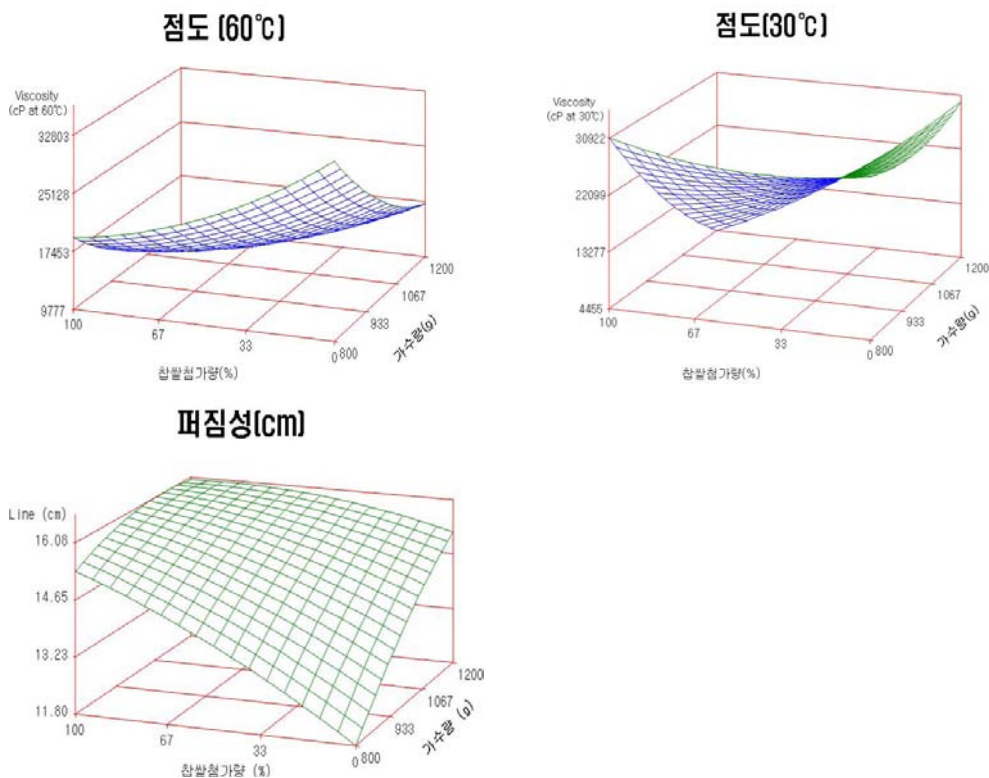 점도 (60℃)
Viscosity
(cP at 60℃)
32803
25128
17453
9777
100
67
33
0
800
933
1067
1200
찹쌀첨가량(%)
가수량(g)
점도(30℃)
Viscosity
(cP at 30℃)
30922
22099
13277
4455
100
67
33
0
800
933
1067
1200
찹쌀첨가량(%)
가수량(g)
퍼짐성(cm)
Line (cm)
16.08
14.65
13.23
11.80
100
67
33
0
800
933
1067
1200
찹쌀첨가량 (%)
가수량 (g)